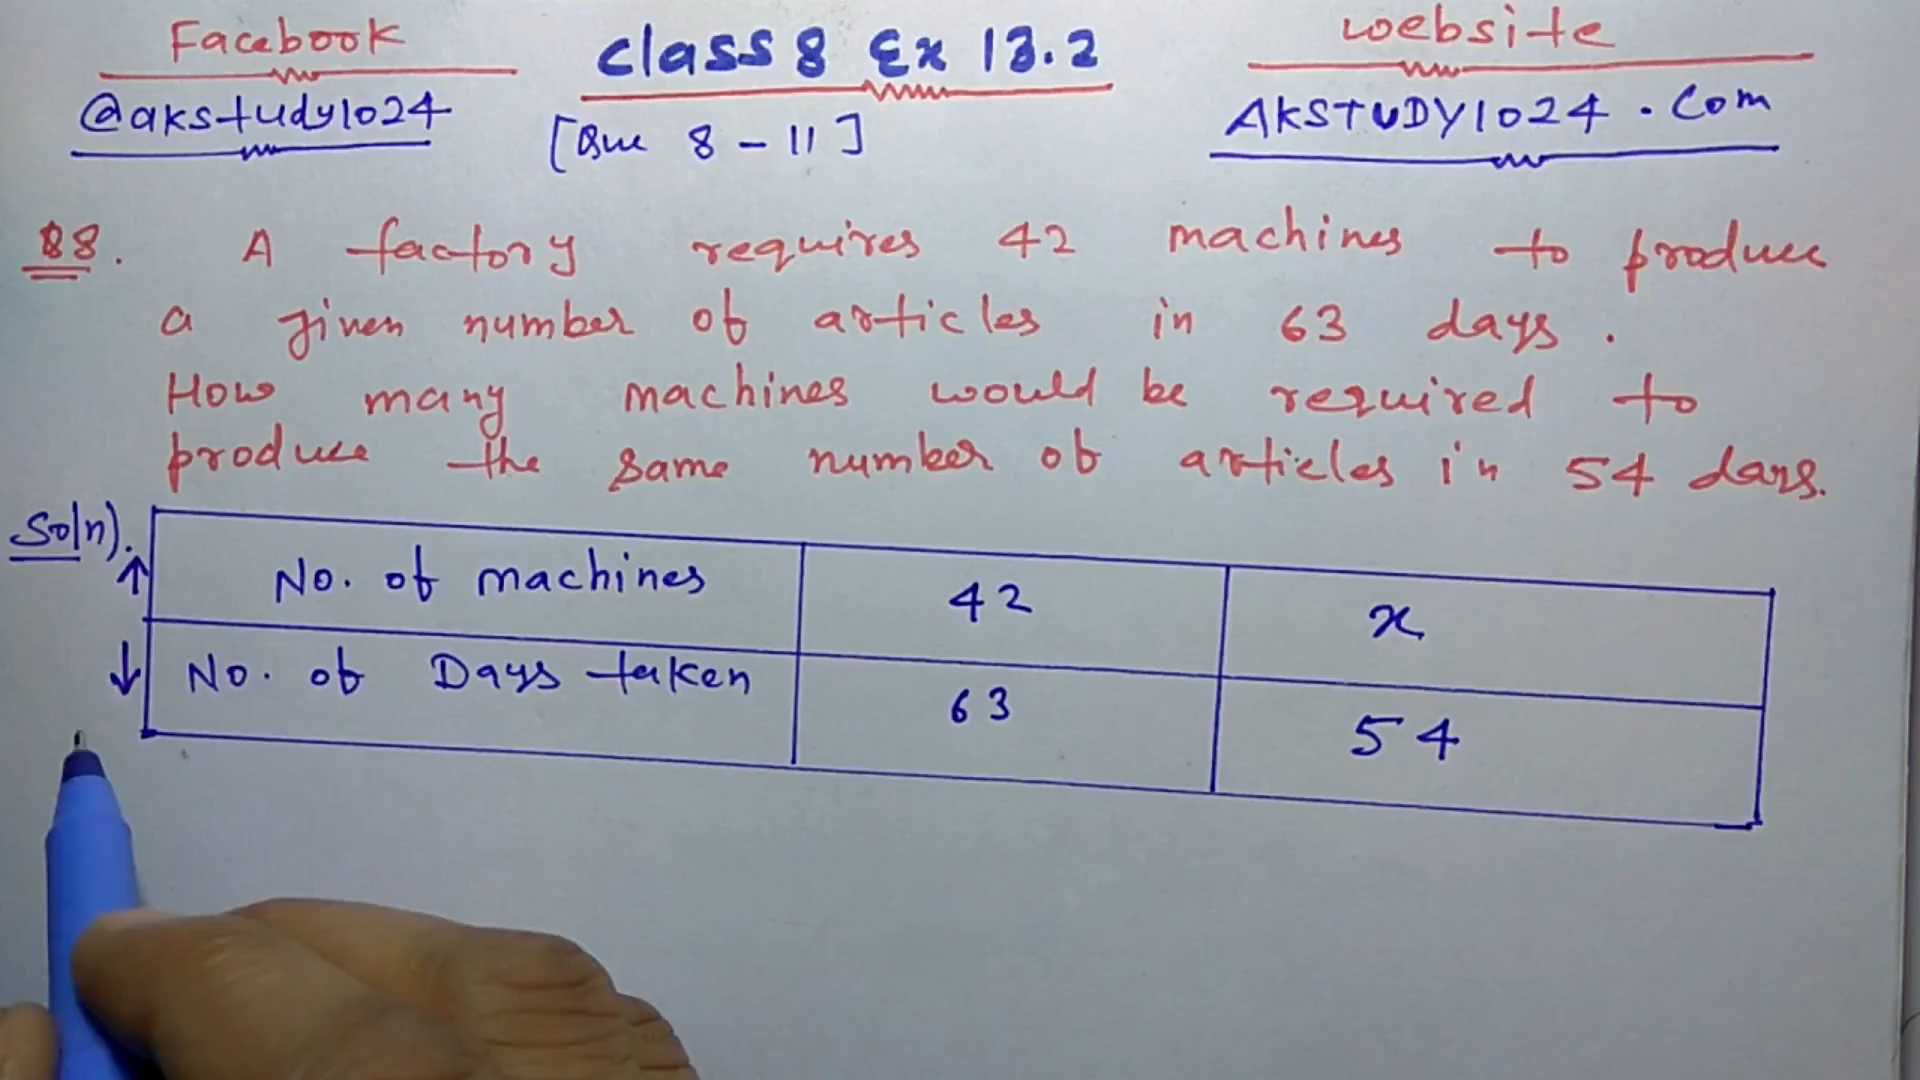 Facebook
@akstudy1024
Class 8 Ex 13.2
[Que 8 - 11]
website
AKSTUDY1024 . Com
Q8. A factory requires 42 machines to produce
a given number of articles in 63 days.
How many machines would be required to
produce the same number of articles in 54 days.
Soln).
↑ No. of machines 42 x
↓ No. of Days taken 63 54